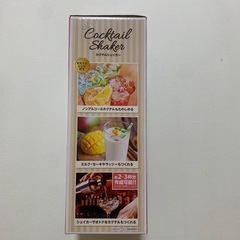 Cocktail
Shaker
カクテルシェイカー
ノンアルコールカクテルもたのしめる
ミルク・セーキやラッシーもつくれる
約2・3杯分
作成可能!!
シェイカーでオトナなカクテルもつくれる